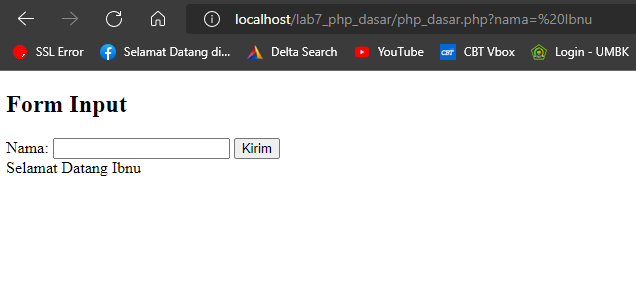 localhost/lab7_php_dasar/php_dasar.php?nama=%20Ibnu
SSL Error Selamat Datang di... Delta Search YouTube CBT CBT Vbox Login - UMBK
Form Input
Nama: Kirim
Selamat Datang Ibnu